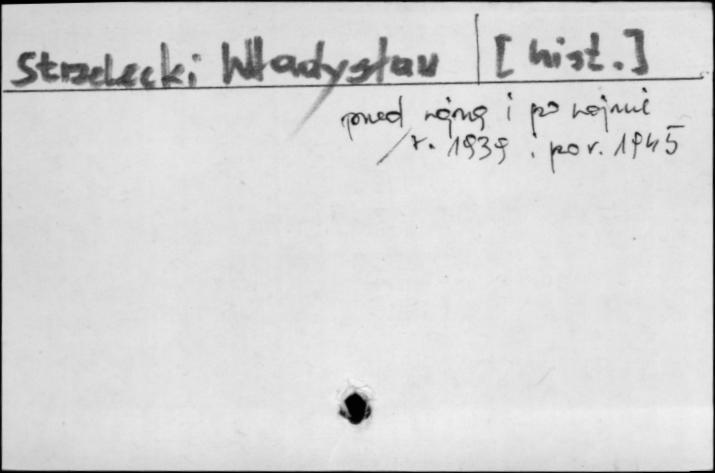 Strzelecki Władysław [hist.]
przed wojną i po wojnie
r. 1939. po r. 1945